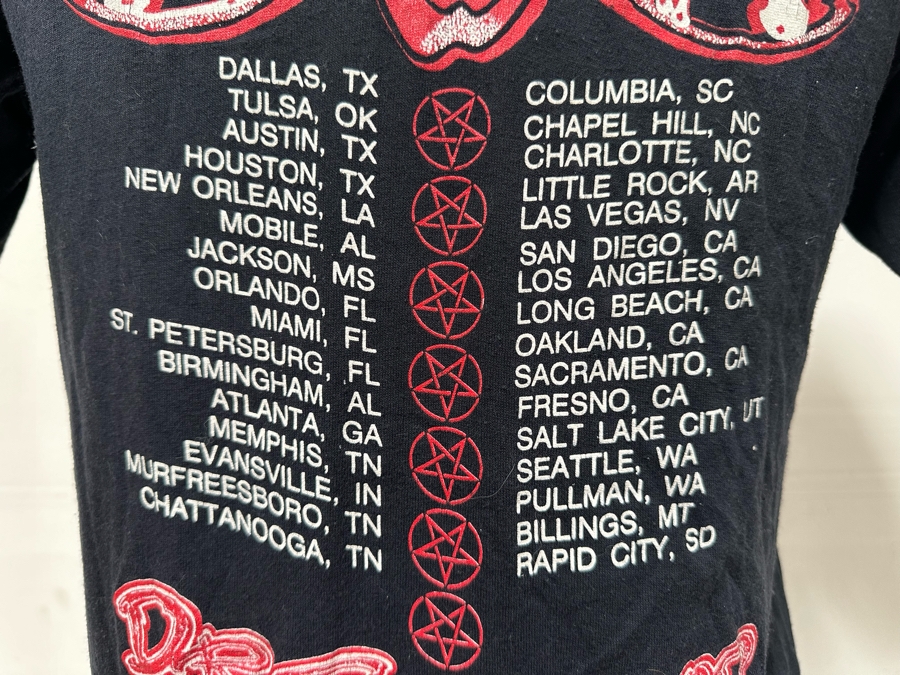 DALLAS, TX
TULSA, OK
AUSTIN, TX
HOUSTON, TX
NEW ORLEANS, LA
MOBILE, AL
JACKSON, MS
ORLANDO, FL
MIAMI, FL
ST. PETERSBURG, FL
BIRMINGHAM, AL
ATLANTA, GA
MEMPHIS, TN
EVANSVILLE, IN
MURFREESBORO, TN
CHATTANOOGA, TN
COLUMBIA, SC
CHAPEL HILL, NC
CHARLOTTE, NC
LITTLE ROCK, AR
LAS VEGAS, NV
SAN DIEGO, CA
LOS ANGELES, CA
LONG BEACH, CA
OAKLAND, CA
SACRAMENTO, CA
FRESNO, CA
SALT LAKE CITY, UT
SEATTLE, WA
PULLMAN, WA
BILLINGS, MT
RAPID CITY, SD